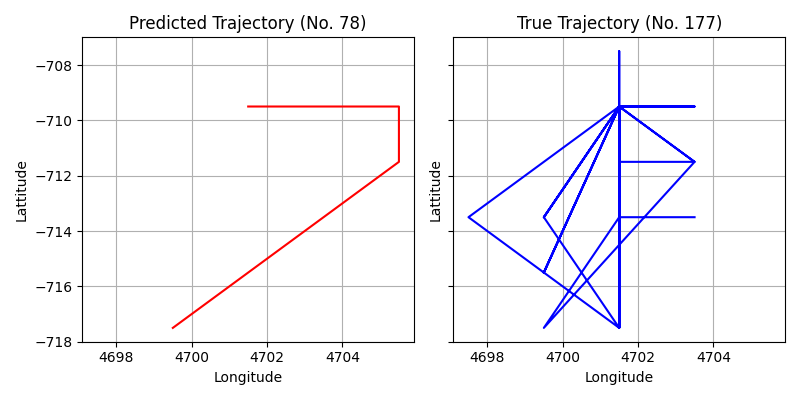 Predicted Trajectory (No. 78)
True Trajectory (No. 177)
Lattitude
−708
−710
−712
−714
−716
−718
4698
4700
4702
4704
Longitude
Lattitude
4698
4700
4702
4704
Longitude